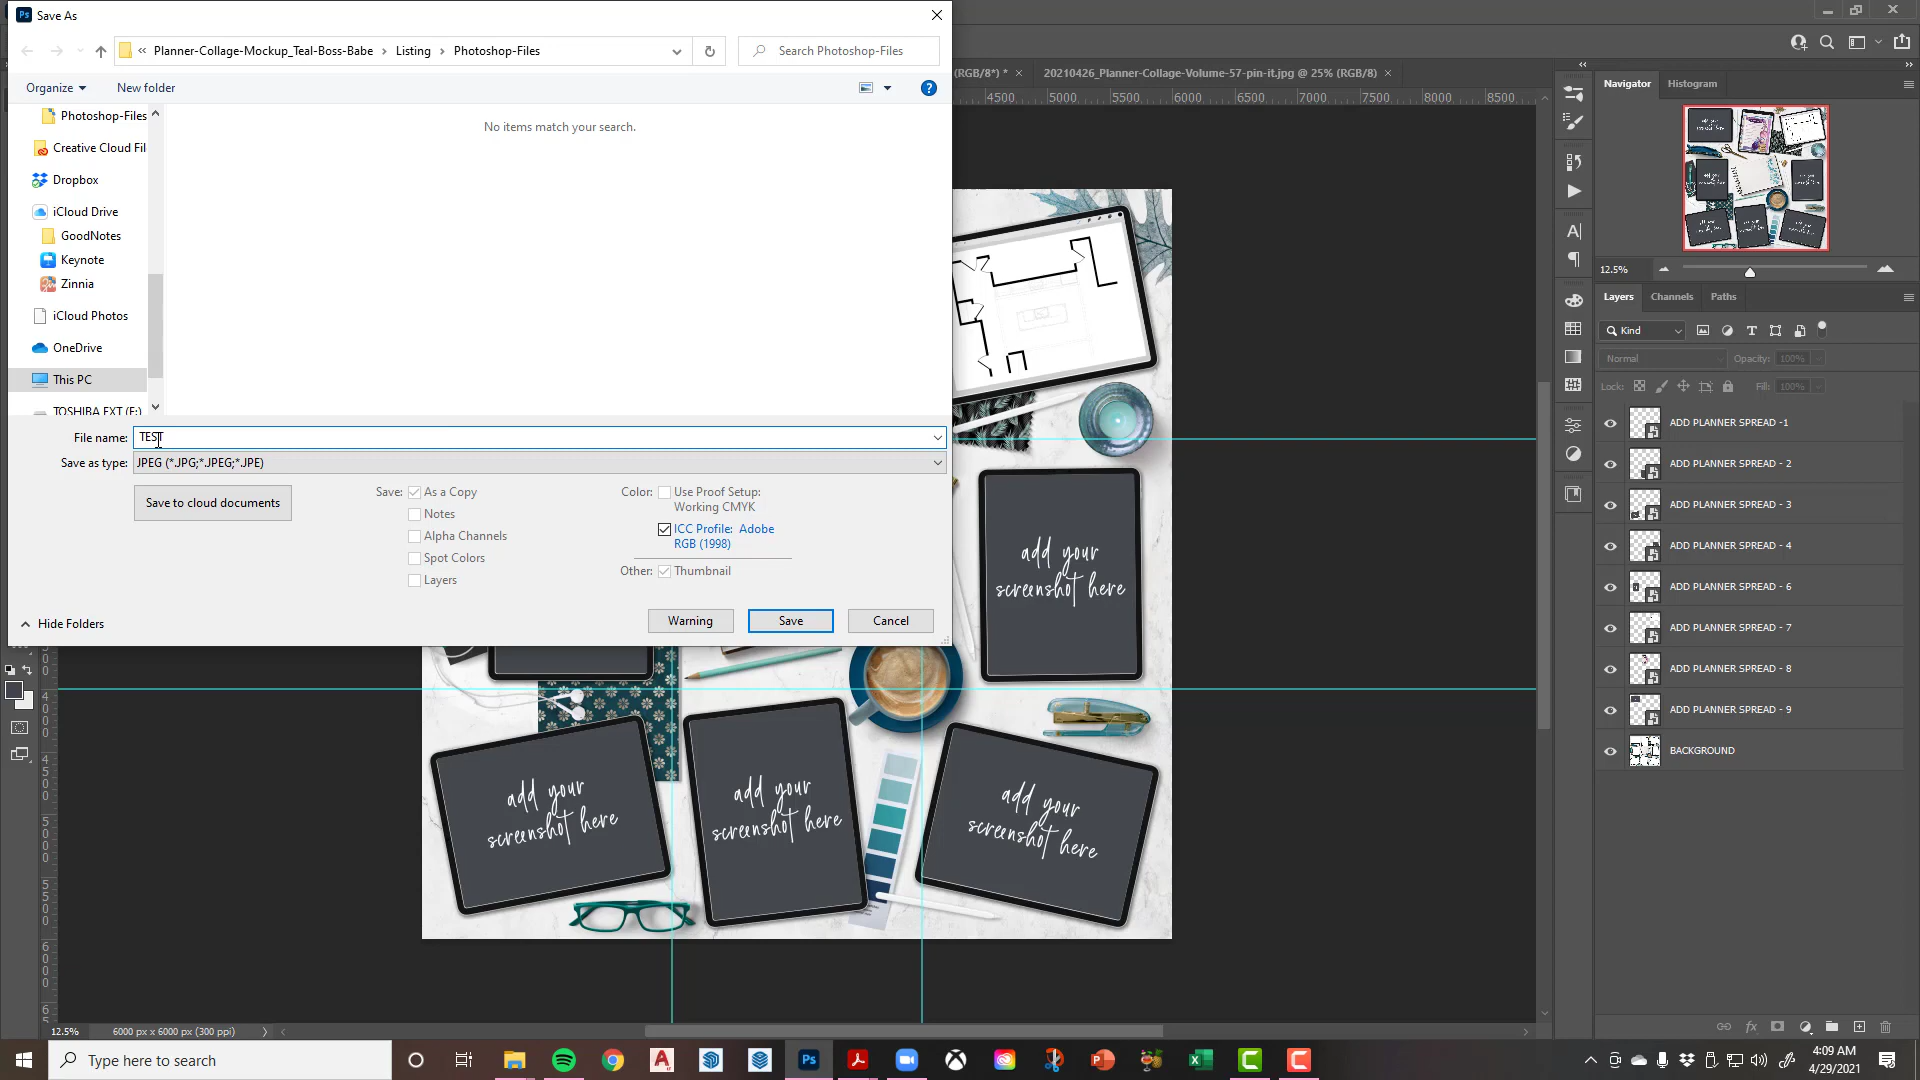 Save As
« Planner-Collage-Mockup_Teal-Boss-Babe > Listing > Photoshop-Files
Search Photoshop-Files
Organize
New folder
No items match your search.
Photoshop-Files
Creative Cloud Fil
Dropbox
iCloud Drive
GoodNotes
Keynote
Zinnia
iCloud Photos
OneDrive
This PC
TOSHIBA EXT (F:)
File name: TEST
Save as type: JPEG (*.JPG;*.JPEG;*.JPE)
Save to cloud documents
Save: As a Copy
Notes
Alpha Channels
Spot Colors
Layers
Color: Use Proof Setup:
Working CMYK
ICC Profile: Adobe
RGB (1998)
Other: Thumbnail
Hide Folders
Warning
Save
Cancel
(RGB/8*) *
20210426_Planner-Collage-Volume-57-pin-it.jpg @ 25% (RGB/8)
4500 5000 5500 6000 6500 7000 7500 8000 8500
add your
screenshot here
add your
screenshot here
add your
screenshot here
add your
screenshot here
Navigator
Histogram
12.5%
Layers
Channels
Paths
Kind
Normal
Opacity: 100%
Lock:
Fill: 100%
ADD PLANNER SPREAD -1
ADD PLANNER SPREAD - 2
ADD PLANNER SPREAD - 3
ADD PLANNER SPREAD - 4
ADD PLANNER SPREAD - 6
ADD PLANNER SPREAD - 7
ADD PLANNER SPREAD - 8
ADD PLANNER SPREAD - 9
BACKGROUND
fx
12.5%
6000 px x 6000 px (300 ppi)
Type here to search
Ps
4:09 AM
4/29/2021